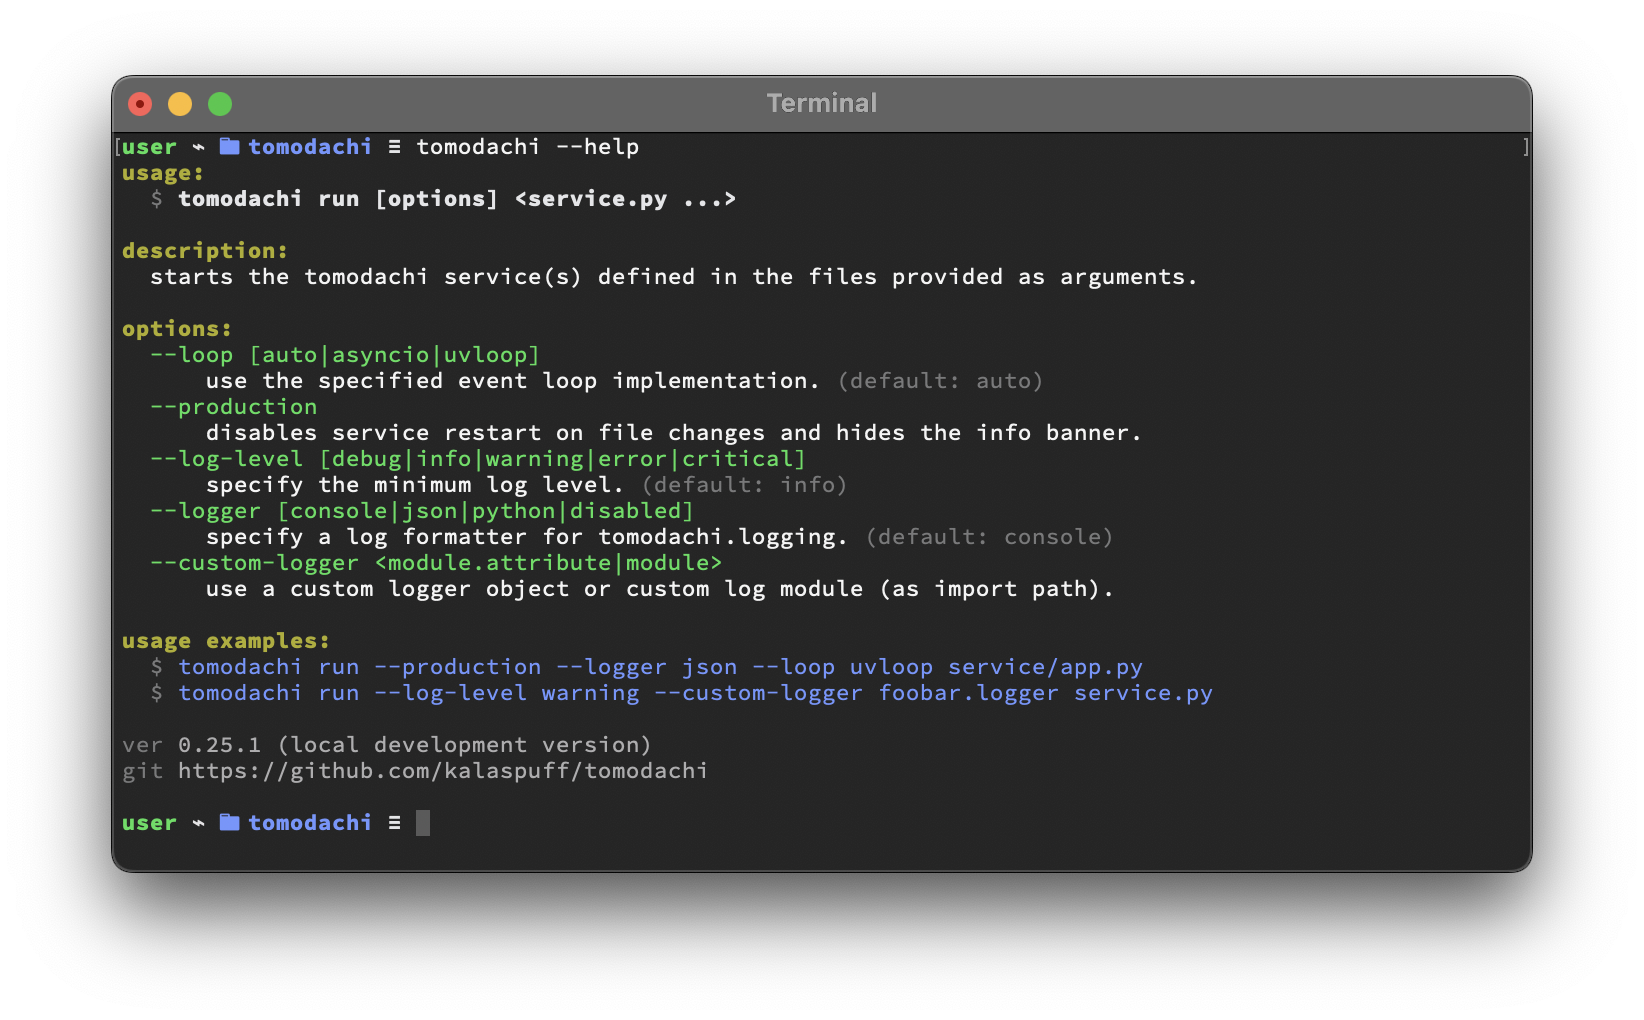 Terminal
[user ~ tomodachi ≡ tomodachi --help ]
usage:
$ tomodachi run [options] <service.py ...>
description:
starts the tomodachi service(s) defined in the files provided as arguments.
options:
--loop [auto|asyncio|uvloop]
use the specified event loop implementation. (default: auto)
--production
disables service restart on file changes and hides the info banner.
--log-level [debug|info|warning|error|critical]
specify the minimum log level. (default: info)
--logger [console|json|python|disabled]
specify a log formatter for tomodachi.logging. (default: console)
--custom-logger <module.attribute|module>
use a custom logger object or custom log module (as import path).
usage examples:
$ tomodachi run --production --logger json --loop uvloop service/app.py
$ tomodachi run --log-level warning --custom-logger foobar.logger service.py
ver 0.25.1 (local development version)
git https://github.com/kalaspuff/tomodachi
user ~ tomodachi ≡